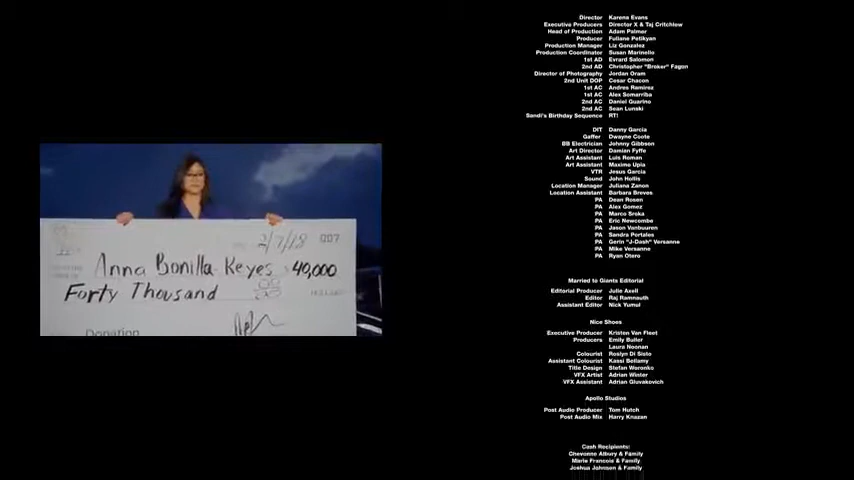 2/7/18 007
Anna Bonilla-Keyes $40,000
Forty Thousand
Donation
Director Karena Evans
Executive Producers Director X & Taj Critchlow
Head of Production Adam Palmer
Producer Fuliane Petikyan
Production Manager Liz Gonzalez
Production Coordinator Susan Marinello
1st AD Evrard Salomon
2nd AD Christopher "Broker" Fagon
Director of Photography Jordan Oram
2nd Unit DOP Cesar Chacon
1st AC Andres Ramirez
1st AC Alex Somarriba
2nd AC Daniel Guarino
2nd AC Sean Lunski
Sandi's Birthday Sequence RT!
DIT Danny Garcia
Gaffer Dwayne Coote
BB Electrician Johnny Gibbson
Art Director Damian Fyffe
Art Assistant Luis Roman
Art Assistant Maximo Upia
VTR Jesus Garcia
Sound John Hollis
Location Manager Juliana Zanon
Location Assistant Barbara Breves
PA Dean Rosen
PA Alex Gomez
PA Marco Sroka
PA Eric Newcombe
PA Jason Vanbuuren
PA Sandra Portales
PA Gerin "J-Dash" Versanne
PA Mike Versanne
PA Ryan Otero
Married to Giants Editorial
Editorial Producer Julie Axell
Editor Raj Ramnauth
Assistant Editor Nick Yumul
Nice Shoes
Executive Producer Kristen Van Fleet
Producers Emily Butler
Laura Noonan
Colourist Roslyn Di Sisto
Assistant Colourist Kassi Bellamy
Title Design Stefan Woronko
VFX Artist Adrian Winter
VFX Assistant Adrian Gluvakovich
Apollo Studios
Post Audio Producer Tom Hutch
Post Audio Mix Harry Knazan
Cash Recipients:
Chevonne Albury & Family
Marie Francois & Family
Joshua Johnsen & Family